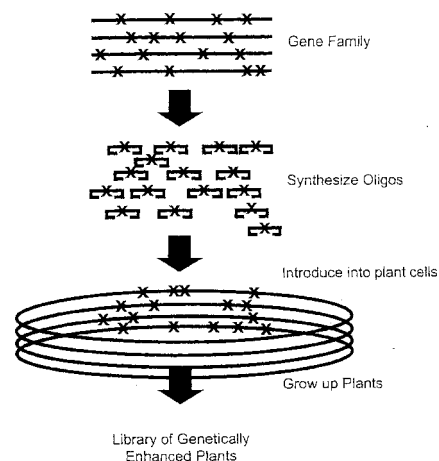 Gene Family
Synthesize Oligos
Introduce into plant cells
Grow up Plants
Library of Genetically
Enhanced Plants